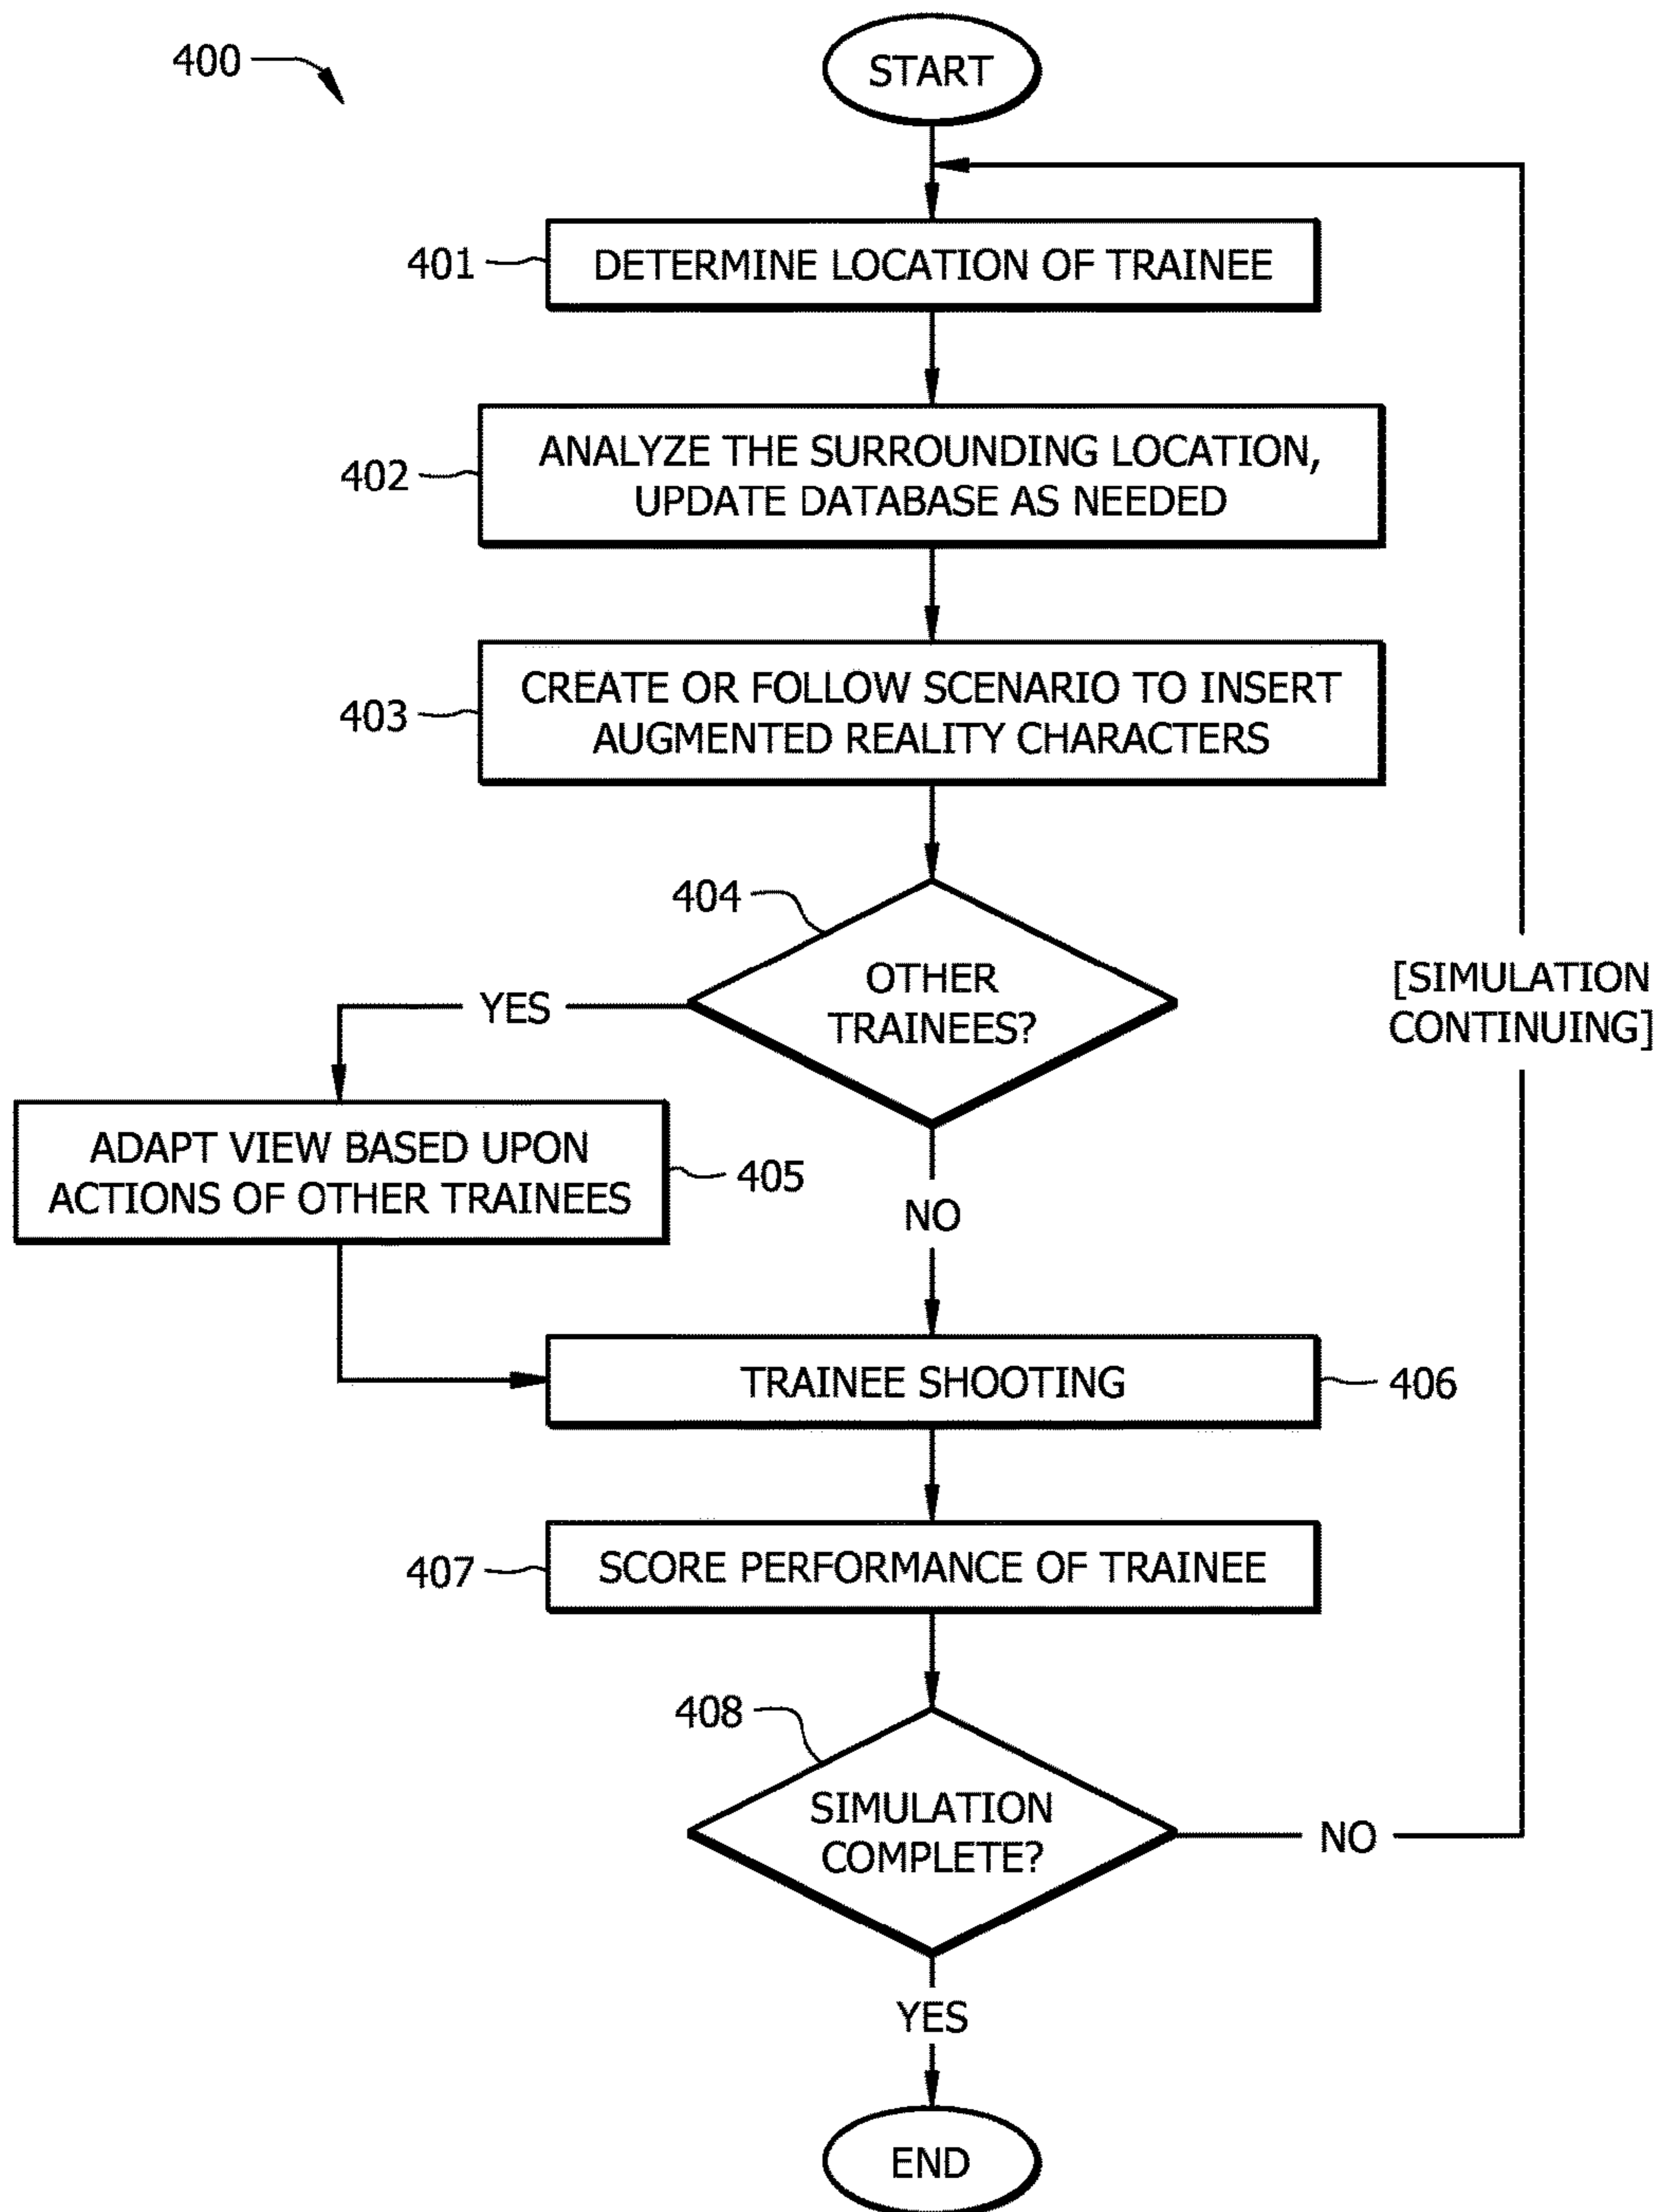 400
START
401
DETERMINE LOCATION OF TRAINEE
402
ANALYZE THE SURROUNDING LOCATION,
UPDATE DATABASE AS NEEDED
403
CREATE OR FOLLOW SCENARIO TO INSERT
AUGMENTED REALITY CHARACTERS
404
OTHER
TRAINEES?
[SIMULATION
CONTINUING]
YES
ADAPT VIEW BASED UPON
ACTIONS OF OTHER TRAINEES
405
NO
TRAINEE SHOOTING
406
407
SCORE PERFORMANCE OF TRAINEE
408
SIMULATION
COMPLETE?
NO
YES
END